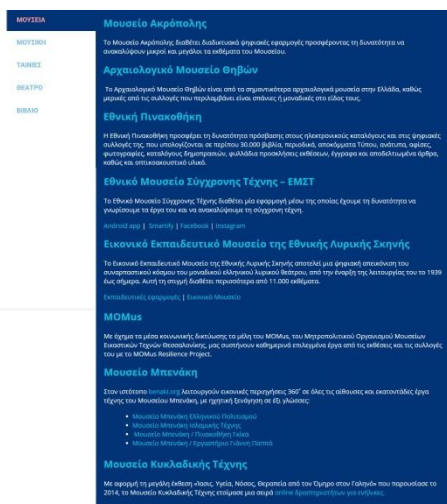 ΜΟΥΣΕΙΑ
ΜΟΥΣΙΚΗ
ΤΑΙΝΙΕΣ
ΘΕΑΤΡΟ
ΒΙΒΛΙΟ
Μουσείο Ακρόπολης
Το Μουσείο Ακρόπολης διαθέτει διαδικτυακά ψηφιακές εφαρμογές προσφέροντας τη δυνατότητα να
ανακαλύψουν μικροί και μεγάλοι τα εκθέματα του Μουσείου.
Αρχαιολογικό Μουσείο Θηβών
Το Αρχαιολογικό Μουσείο Θηβών είναι από τα σημαντικότερα αρχαιολογικά μουσεία στην Ελλάδα, καθώς
μερικές από τις συλλογές που περιλαμβάνει είναι σπάνιες ή μοναδικές στο είδος τους.
Εθνική Πινακοθήκη
Η Εθνική Πινακοθήκη προσφέρει τη δυνατότητα πρόσβασης στους ηλεκτρονικούς καταλόγους και στις ψηφιακές
συλλογές της, που υπολογίζονται σε περίπου 30.000 βιβλία, περιοδικά, αποκόμματα Τύπου, ανάτυπα, αφίσες,
φωτογραφίες, καταλόγους δημοπρασιών, φυλλάδια προσκλήσεις εκθέσεων, έγγραφα και αποδελτιωμένα άρθρα,
καθώς και οπτικοακουστικό υλικό.
Εθνικό Μουσείο Σύγχρονης Τέχνης – ΕΜΣΤ
Το Εθνικό Μουσείο Σύγχρονης Τέχνης διαθέτει μία εφαρμογή μέσω της οποίας έχουμε τη δυνατότητα να
γνωρίσουμε τα έργα του και να ανακαλύψουμε τη σύγχρονη τέχνη.
Android app | Smartify | Facebook | Instagram
Εικονικό Εκπαιδευτικό Μουσείο της Εθνικής Λυρικής Σκηνής
Το Εικονικό Εκπαιδευτικό Μουσείο της Εθνικής Λυρικής Σκηνής αποτελεί μια ψηφιακή απεικόνιση του
συναρπαστικού κόσμου του μοναδικού ελληνικού λυρικού θεάτρου, από την έναρξη της λειτουργίας του το 1939
έως σήμερα. Αυτή τη στιγμή διαθέτει περισσότερα από 11.000 εκθέματα.
Εκπαιδευτικές εφαρμογές | Εικονικό Μουσείο
MOMus
Με όχημα τα μέσα κοινωνικής δικτύωσης τα μέλη του MOMus, του Μητροπολιτικού Οργανισμού Μουσείων
Εικαστικών Τεχνών Θεσσαλονίκης, μας συστήνουν καθημερινά επιλεγμένα έργα από τις εκθέσεις και τις συλλογές
του με το MOMus Resilience Project.
Μουσείο Μπενάκη
Στον ιστότοπο benaki.org λειτουργούν εικονικές περιηγήσεις 360° σε όλες τις αίθουσες και εκατοντάδες έργα
τέχνης του Μουσείου Μπενάκη, με ηχητική ξενάγηση σε έξι γλώσσες:
• Μουσείο Μπενάκη Ελληνικού Πολιτισμού
• Μουσείο Μπενάκη Ισλαμικής Τέχνης
• Μουσείο Μπενάκη / Πινακοθήκη Γκίκα
• Μουσείο Μπενάκη / Εργαστήριο Γιάννη Παππά
Μουσείο Κυκλαδικής Τέχνης
Με αφορμή τη μεγάλη έκθεση «Ίασις, Υγεία, Νόσος, Θεραπεία από τον Όμηρο στον Γαληνό» που παρουσίασε το
2014, το Μουσείο Κυκλαδικής Τέχνης ετοίμασε μια σειρά online δραστηριοτήτων για ενήλικες.